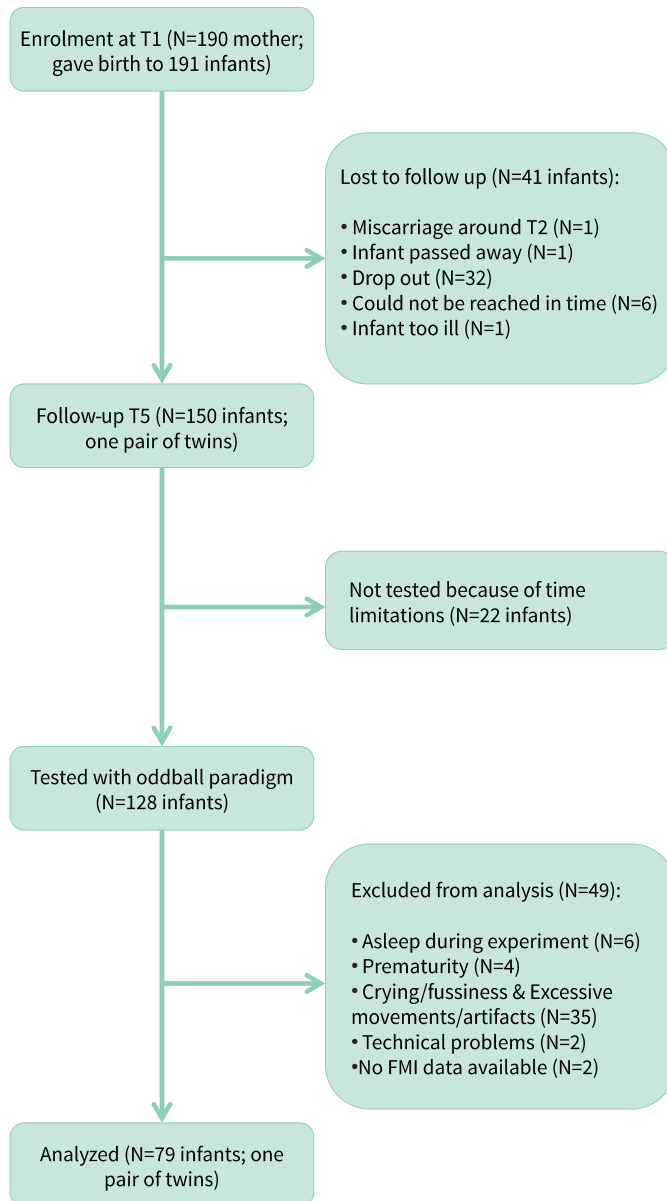 Enrolment at T1 (N=190 mother;
gave birth to 191 infants)
Lost to follow up (N=41 infants):
• Miscarriage around T2 (N=1)
• Infant passed away (N=1)
• Drop out (N=32)
• Could not be reached in time (N=6)
• Infant too ill (N=1)
Follow-up T5 (N=150 infants;
one pair of twins)
Not tested because of time
limitations (N=22 infants)
Tested with oddball paradigm
(N=128 infants)
Excluded from analysis (N=49):
• Asleep during experiment (N=6)
• Prematurity (N=4)
• Crying/fussiness & Excessive
movements/artifacts (N=35)
• Technical problems (N=2)
•No FMI data available (N=2)
Analyzed (N=79 infants; one
pair of twins)